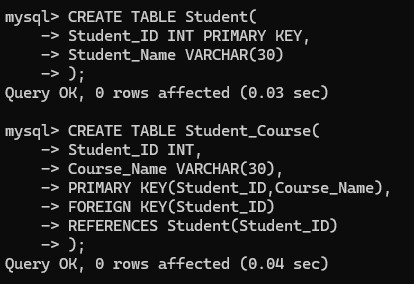 mysql> CREATE TABLE Student(
    -> Student_ID INT PRIMARY KEY,
    -> Student_Name VARCHAR(30)
    -> );
Query OK, 0 rows affected (0.03 sec)

mysql> CREATE TABLE Student_Course(
    -> Student_ID INT,
    -> Course_Name VARCHAR(30),
    -> PRIMARY KEY(Student_ID,Course_Name),
    -> FOREIGN KEY(Student_ID)
    -> REFERENCES Student(Student_ID)
    -> );
Query OK, 0 rows affected (0.04 sec)